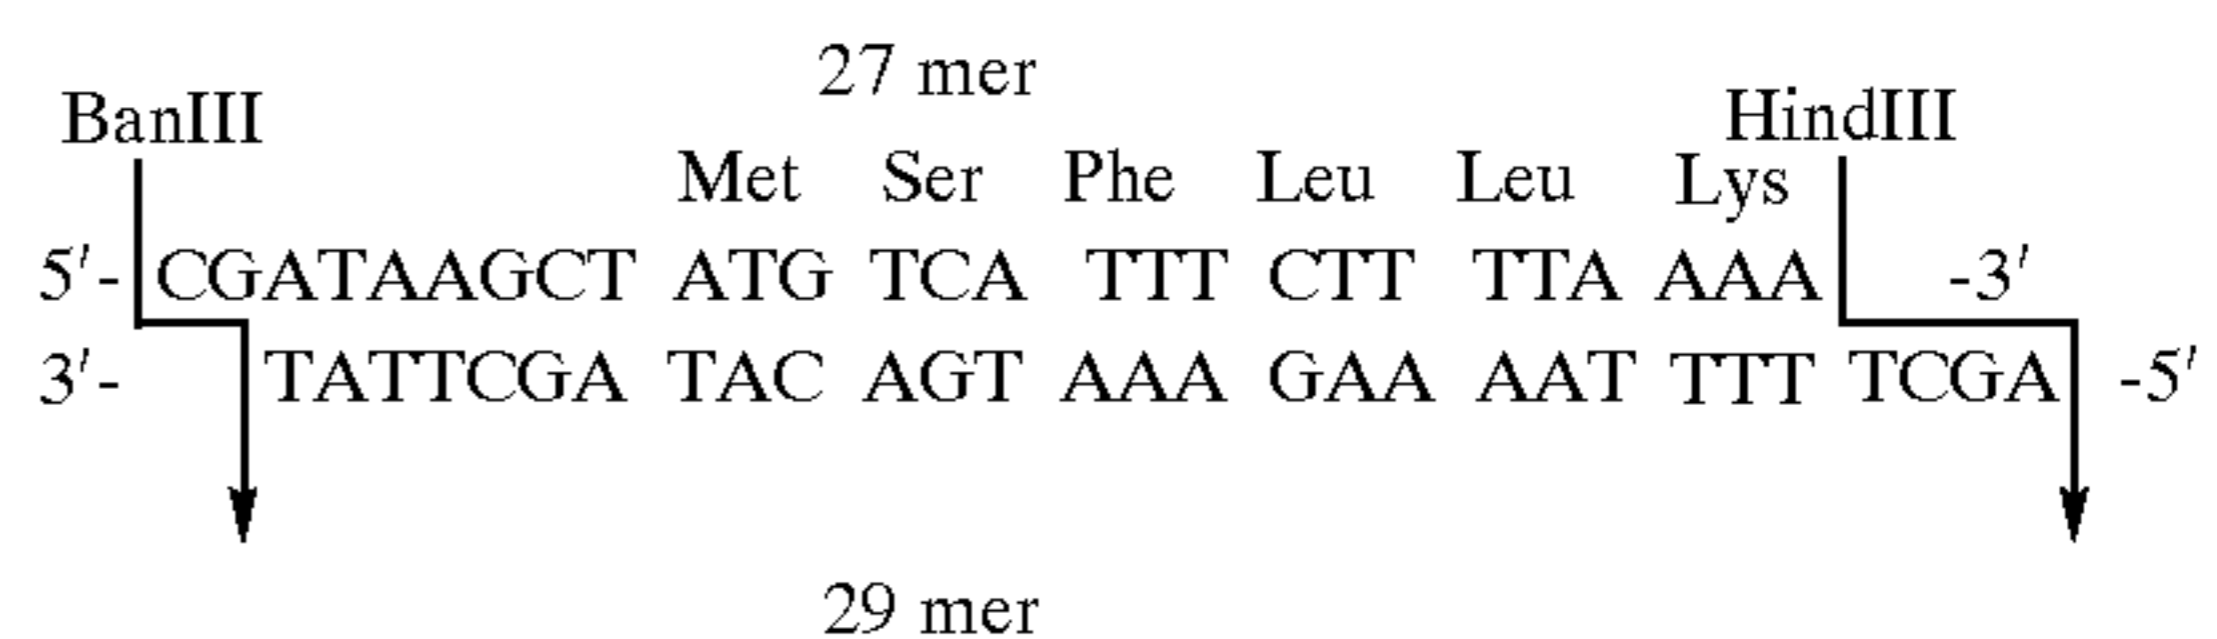 27 mer
BanIII HindIII
Met Ser Phe Leu Leu Lys
5′- CGATAAGCT ATG TCA TTT CTT TTA AAA -3′
3′- TATTCGA TAC AGT AAA GAA AAT TTT TCGA -5′
29 mer